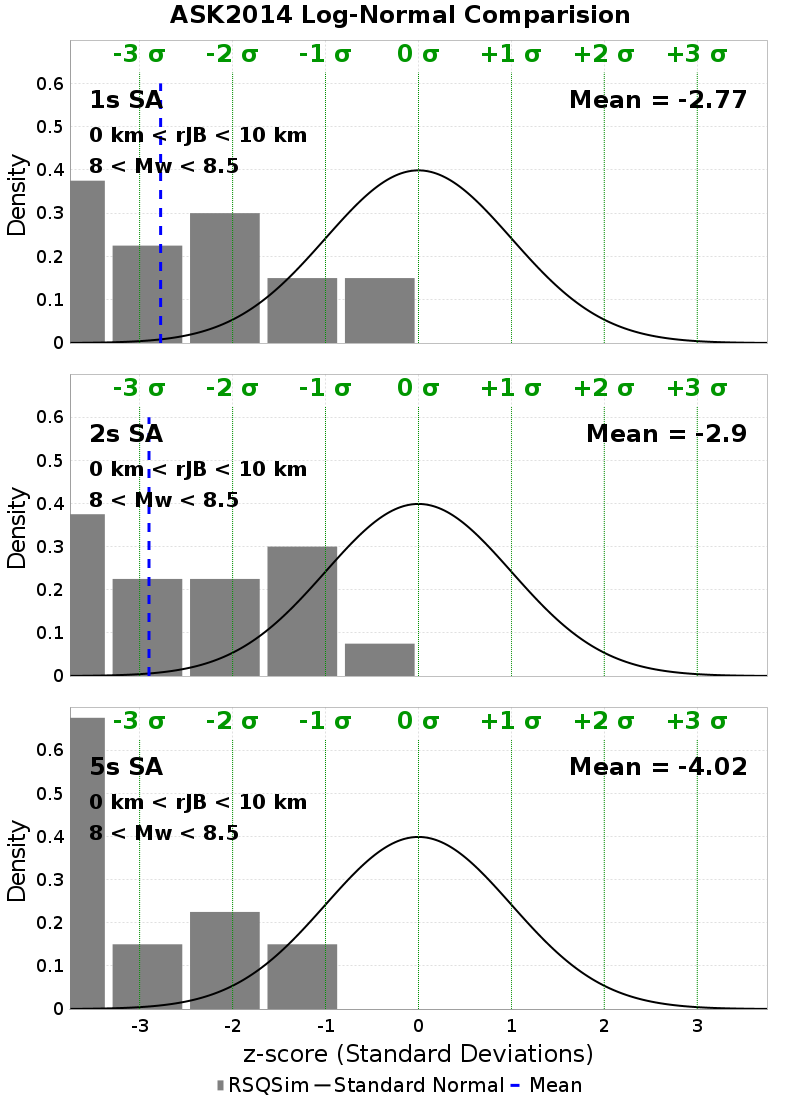 ASK2014 Log-Normal Comparision
-3 σ -2 σ -1 σ 0 σ +1 σ +2 σ +3 σ
0.6
1s SA Mean = -2.77
0.5
0 km < rJB < 10 km
0.4
8 < Mw < 8.5
0.3
0.2
0.1
0
Density
-3 σ -2 σ -1 σ 0 σ +1 σ +2 σ +3 σ
0.6
2s SA Mean = -2.9
0.5
0 km < rJB < 10 km
0.4
8 < Mw < 8.5
0.3
0.2
0.1
0
Density
-3 σ -2 σ -1 σ 0 σ +1 σ +2 σ +3 σ
0.6
5s SA Mean = -4.02
0.5
0 km < rJB < 10 km
0.4
8 < Mw < 8.5
0.3
0.2
0.1
0
Density
-3 -2 -1 0 1 2 3
z-score (Standard Deviations)
RSQSim Standard Normal Mean